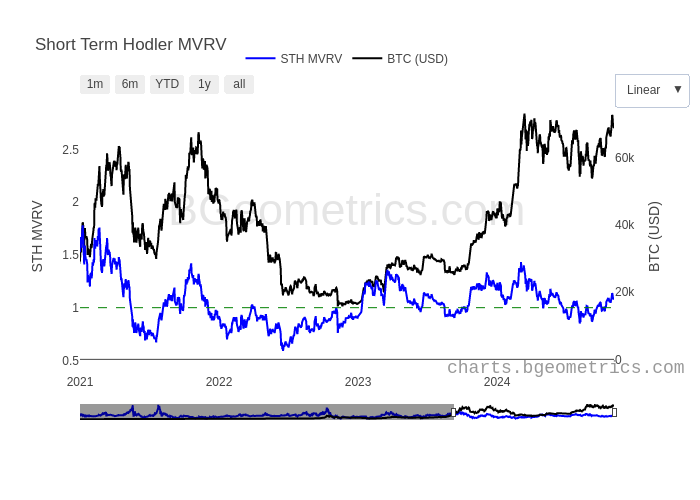 Short Term Hodler MVRV
STH MVRV BTC (USD)
1m 6m YTD 1y all
Linear ▼
2.5
2
1.5
1
0.5
STH MVRV
60k
40k
20k
0
BTC (USD)
BGeometrics.com
charts.bgeometrics.com
2021 2022 2023 2024